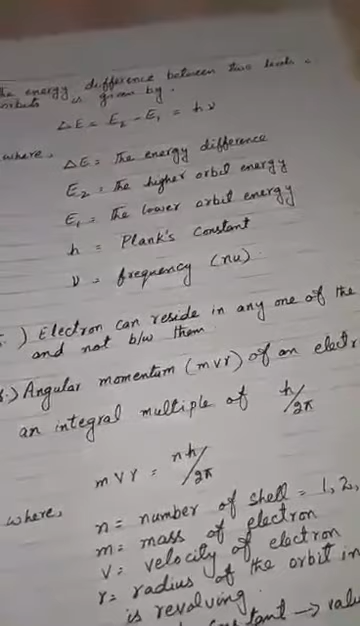 The energy difference between two levels
orbits is given by.
ΔE = E₂ - E₁ = hν
where,
ΔE = The energy difference
E₂ = The higher orbit energy
E₁ = The lower orbit energy
h = Plank's Constant
ν = frequency (nu).
) Electron can reside in any one of the
and not b/w them
.) Angular momentum (mvr) of an electr
an integral multiple of h/2π
mvr = nh/2π
where,
n = number of shell = 1, 2,
m = mass of electron
v = velocity of electron
r = radius of the orbit in
is revolving.
→ valu